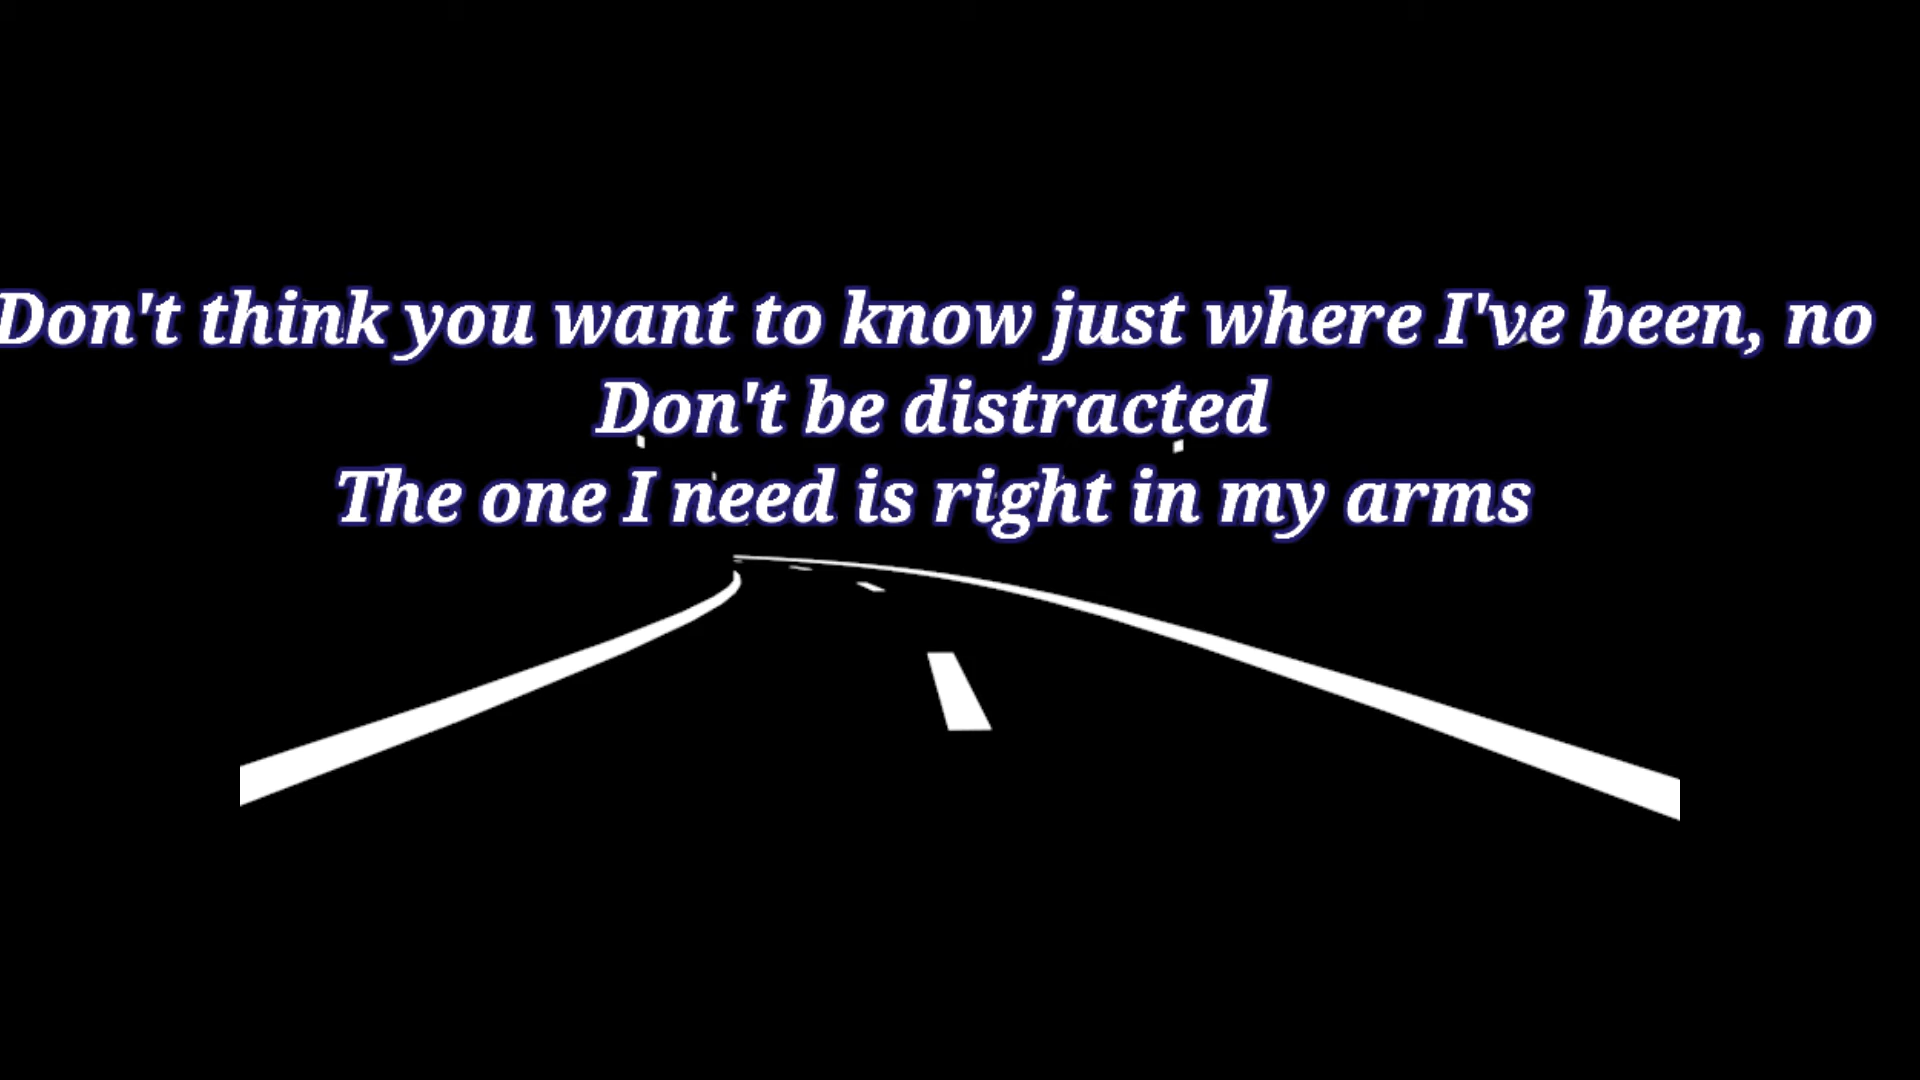 Don't think you want to know just where I've been, no
Don't be distracted
The one I need is right in my arms